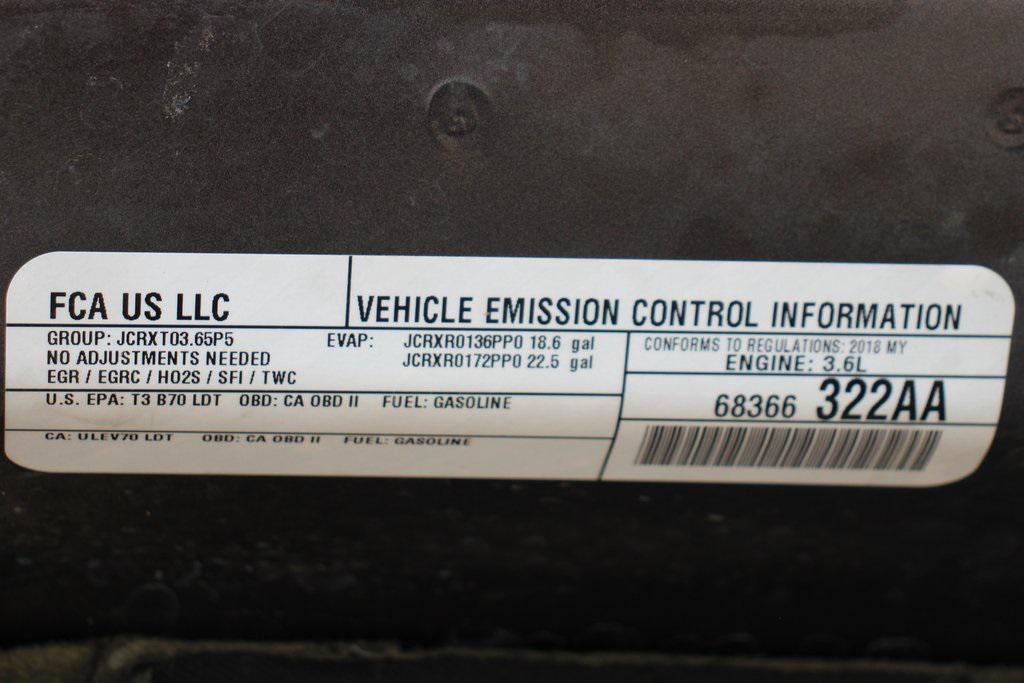 FCA US LLC
VEHICLE EMISSION CONTROL INFORMATION
GROUP: JCRXT03.65P5
NO ADJUSTMENTS NEEDED
EGR / EGRC / HO2S / SFI / TWC
EVAP: JCRXR0136PP0 18.6 gal
JCRXR0172PP0 22.5 gal
U.S. EPA: T3 B70 LDT OBD: CA OBD II FUEL: GASOLINE
CA: ULEV70 LDT OBD: CA OBD II FUEL: GASOLINE
CONFORMS TO REGULATIONS: 2018 MY
ENGINE: 3.6L
68366 322AA